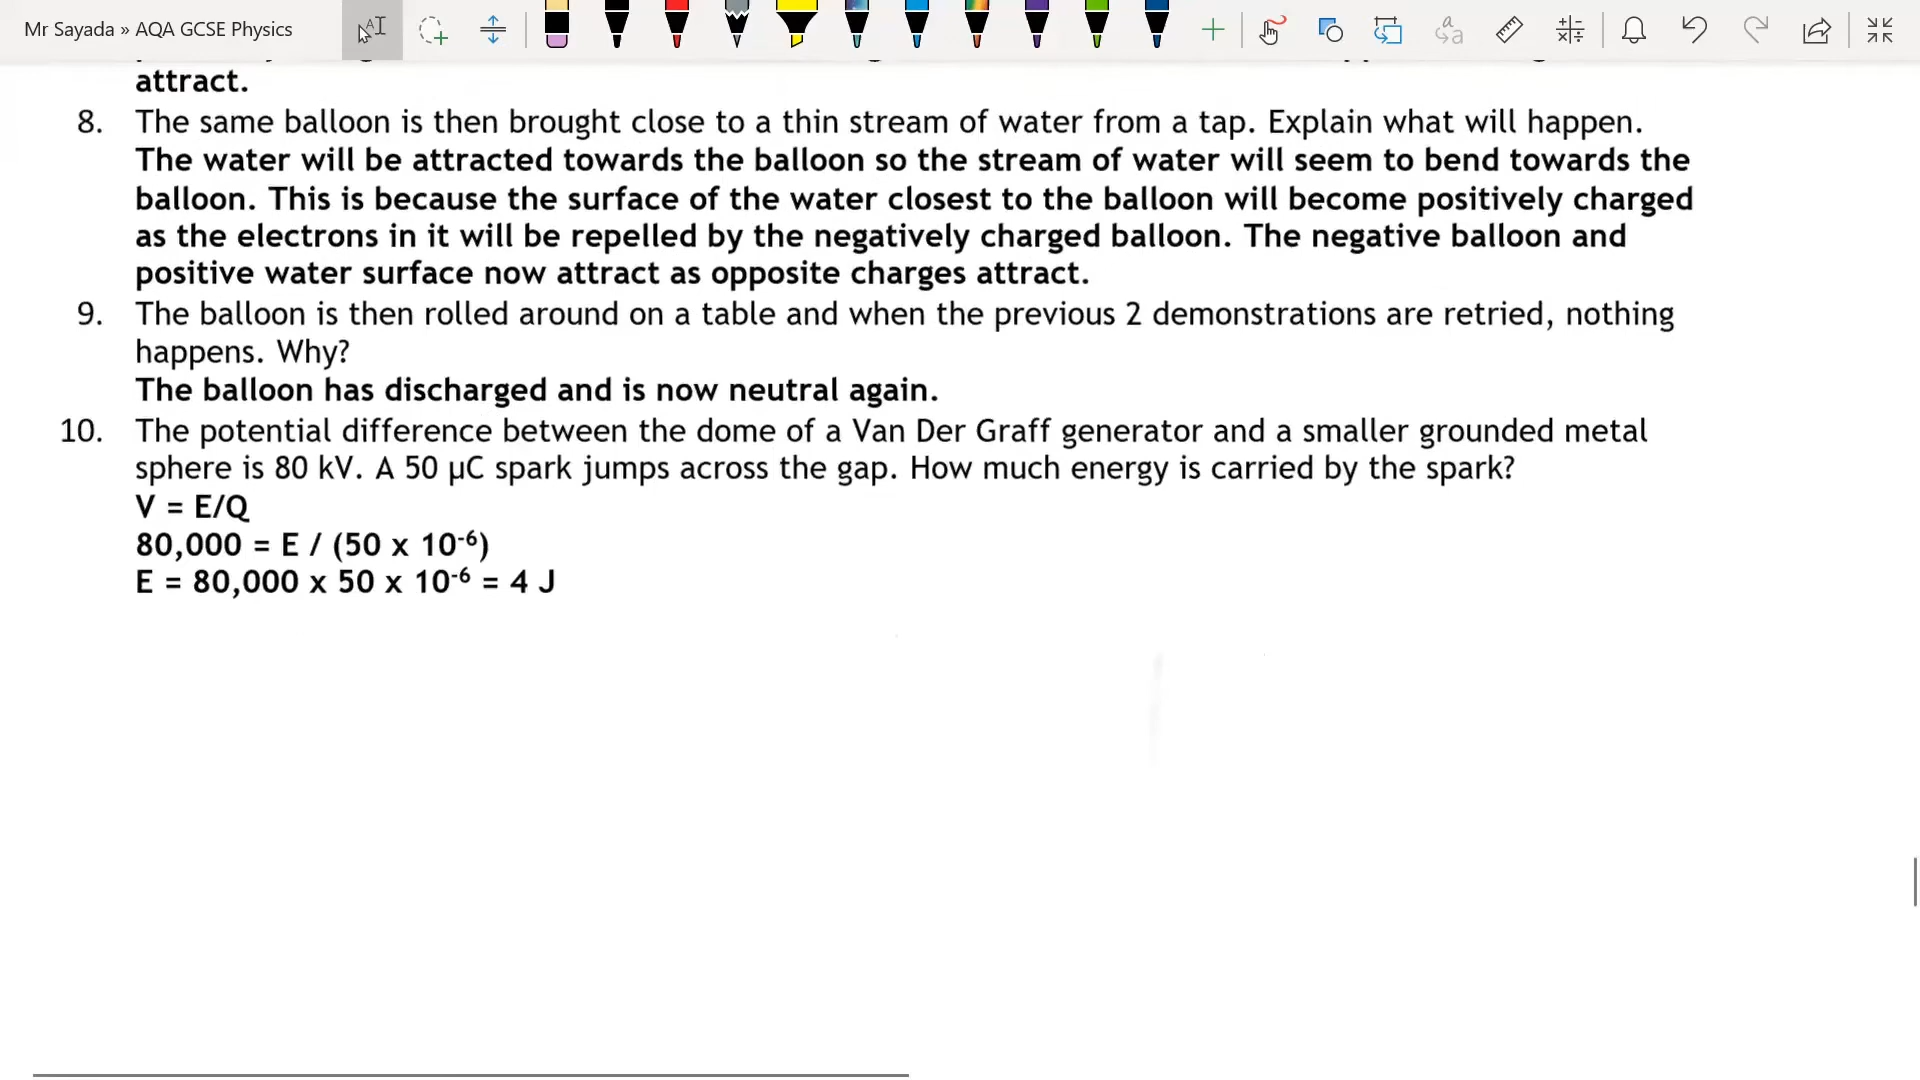 Mr Sayada » AQA GCSE Physics
attract.
8. The same balloon is then brought close to a thin stream of water from a tap. Explain what will happen.
The water will be attracted towards the balloon so the stream of water will seem to bend towards the
balloon. This is because the surface of the water closest to the balloon will become positively charged
as the electrons in it will be repelled by the negatively charged balloon. The negative balloon and
positive water surface now attract as opposite charges attract.
9. The balloon is then rolled around on a table and when the previous 2 demonstrations are retried, nothing
happens. Why?
The balloon has discharged and is now neutral again.
10. The potential difference between the dome of a Van Der Graff generator and a smaller grounded metal
sphere is 80 kV. A 50 µC spark jumps across the gap. How much energy is carried by the spark?
V = E/Q
80,000 = E / (50 x 10⁻⁶)
E = 80,000 x 50 x 10⁻⁶ = 4 J